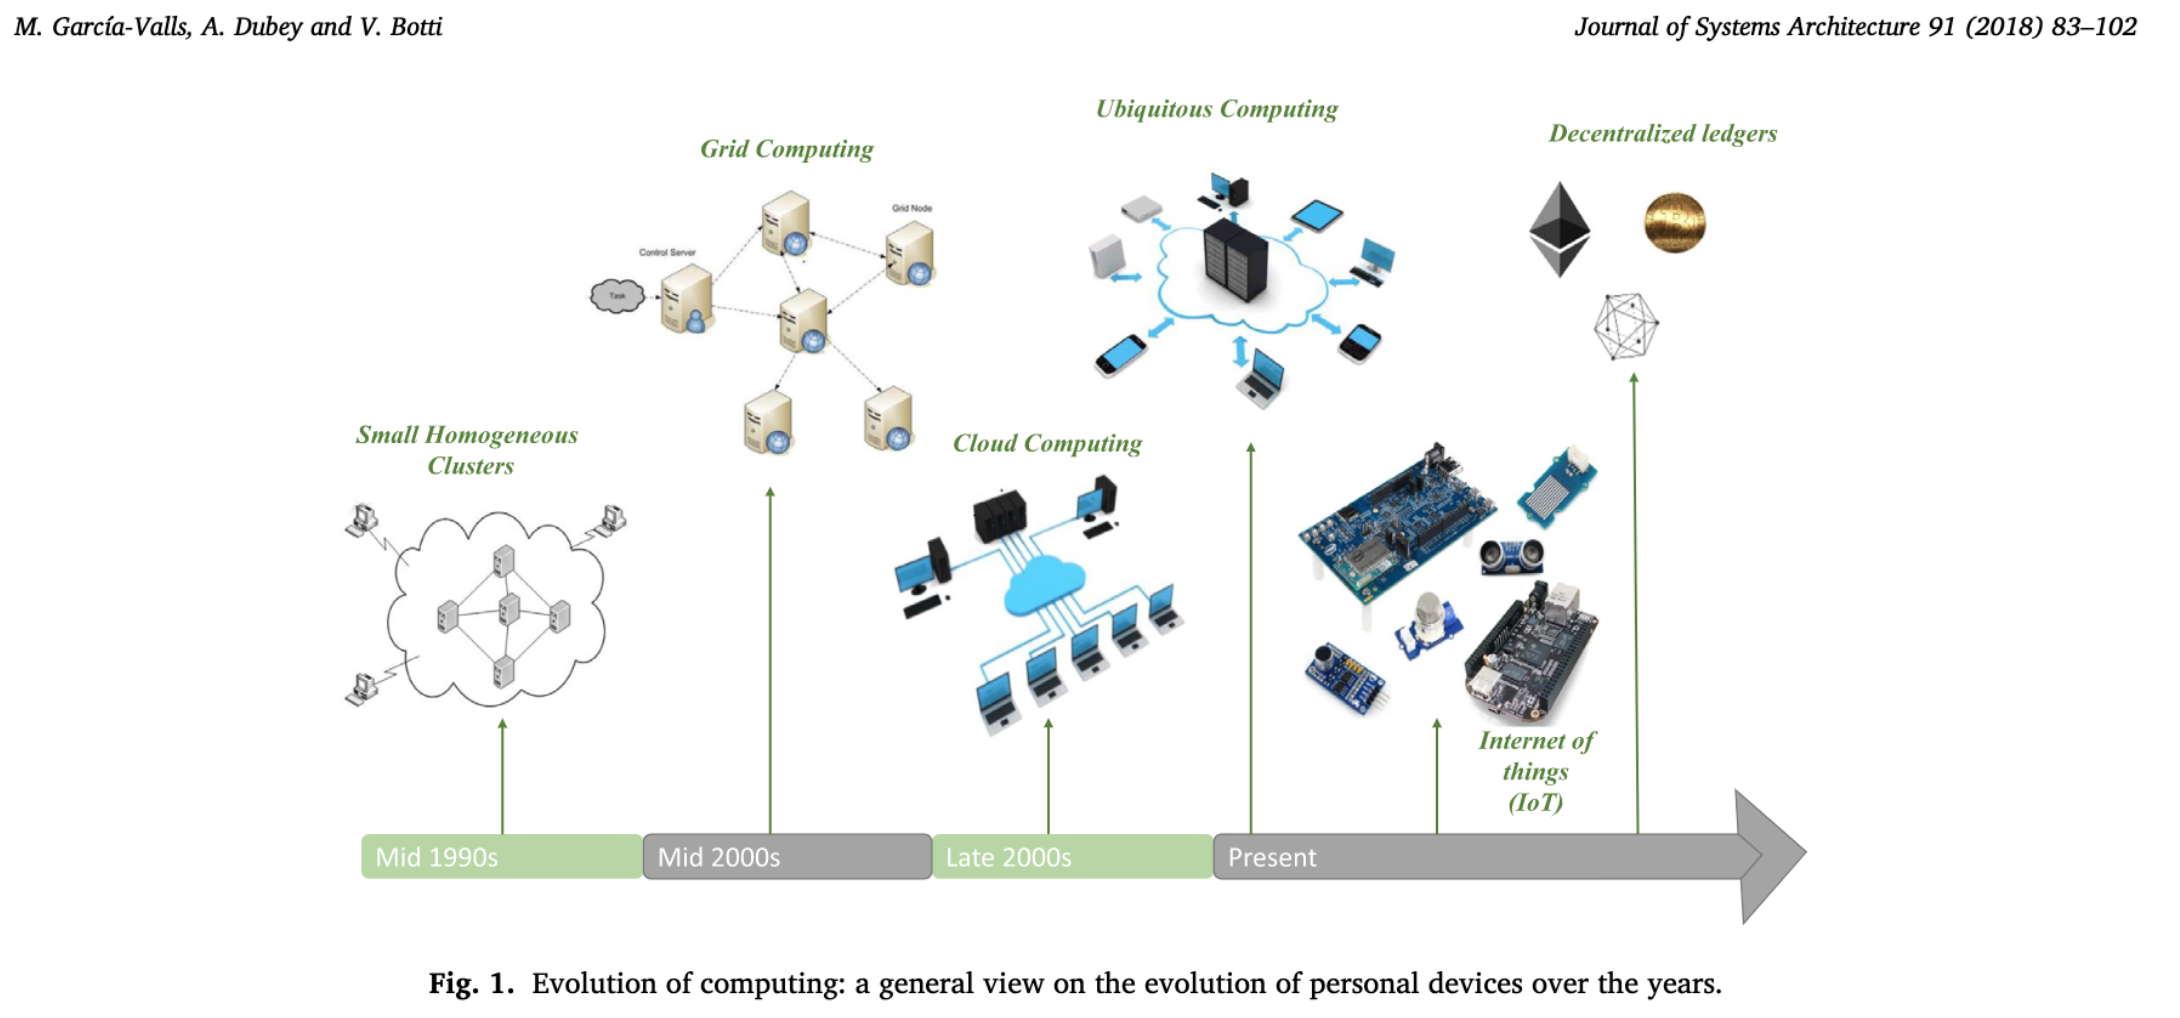 M. García-Valls, A. Dubey and V. Botti
Journal of Systems Architecture 91 (2018) 83–102
Ubiquitous Computing
Decentralized ledgers
Grid Computing
Grid Node
Control Server
Task
Small Homogeneous
Clusters
Cloud Computing
Internet of
things
(IoT)
Mid 1990s
Mid 2000s
Late 2000s
Present
Fig. 1. Evolution of computing: a general view on the evolution of personal devices over the years.